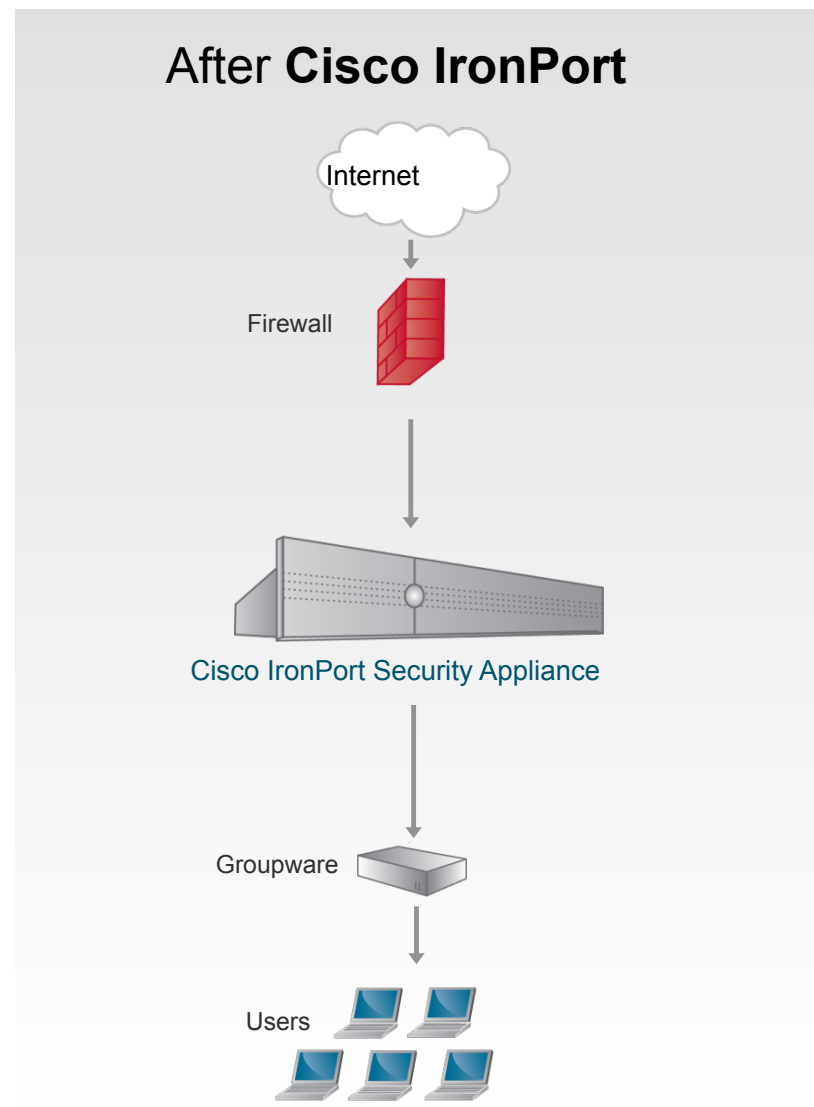 After Cisco IronPort
Internet
Firewall
Cisco IronPort Security Appliance
Groupware
Users